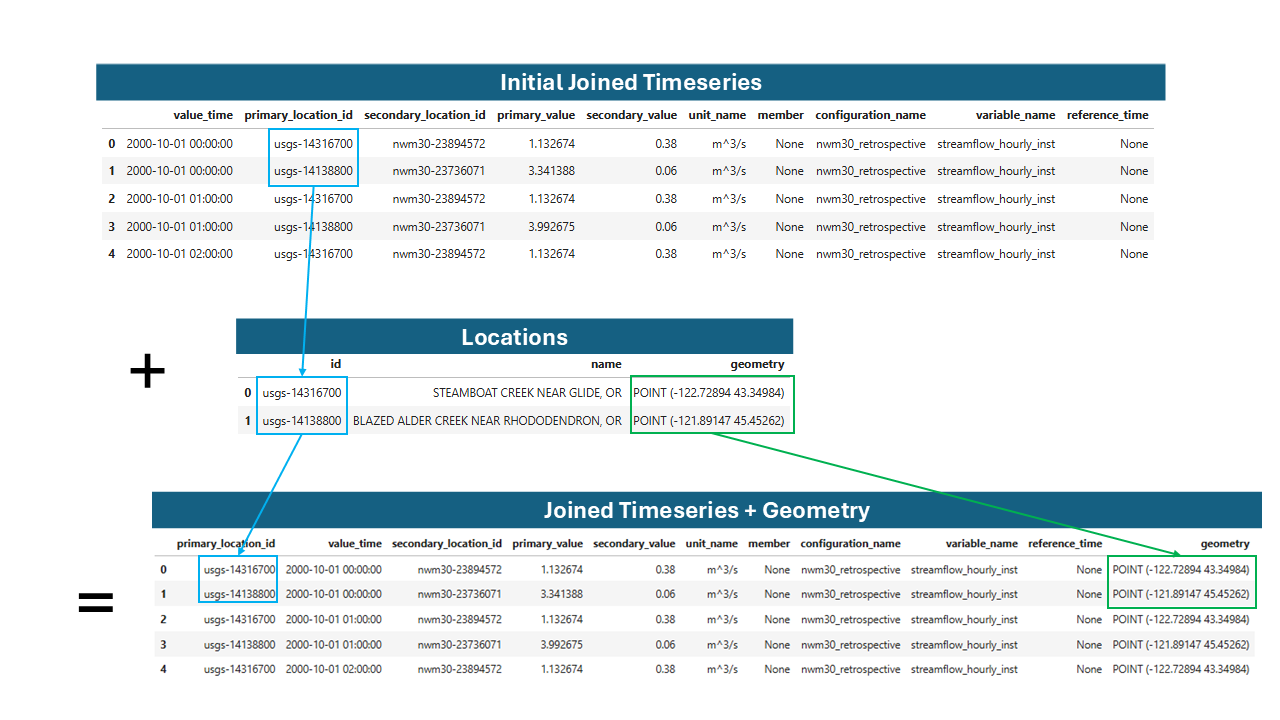 Initial Joined Timeseries
value_time primary_location_id secondary_location_id primary_value secondary_value unit_name member configuration_name variable_name reference_time
0 2000-10-01 00:00:00 usgs-14316700 nwm30-23894572 1.132674 0.38 m^3/s None nwm30_retrospective streamflow_hourly_inst None
1 2000-10-01 00:00:00 usgs-14138800 nwm30-23736071 3.341388 0.06 m^3/s None nwm30_retrospective streamflow_hourly_inst None
2 2000-10-01 01:00:00 usgs-14316700 nwm30-23894572 1.132674 0.38 m^3/s None nwm30_retrospective streamflow_hourly_inst None
3 2000-10-01 01:00:00 usgs-14138800 nwm30-23736071 3.992675 0.06 m^3/s None nwm30_retrospective streamflow_hourly_inst None
4 2000-10-01 02:00:00 usgs-14316700 nwm30-23894572 1.132674 0.38 m^3/s None nwm30_retrospective streamflow_hourly_inst None
+
Locations
id name geometry
0 usgs-14316700 STEAMBOAT CREEK NEAR GLIDE, OR POINT (-122.72894 43.34984)
1 usgs-14138800 BLAZED ALDER CREEK NEAR RHODODENDRON, OR POINT (-121.89147 45.45262)
=
Joined Timeseries + Geometry
primary_location_id value_time secondary_location_id primary_value secondary_value unit_name member configuration_name variable_name reference_time geometry
0 usgs-14316700 2000-10-01 00:00:00 nwm30-23894572 1.132674 0.38 m^3/s None nwm30_retrospective streamflow_hourly_inst None POINT (-122.72894 43.34984)
1 usgs-14138800 2000-10-01 00:00:00 nwm30-23736071 3.341388 0.06 m^3/s None nwm30_retrospective streamflow_hourly_inst None POINT (-121.89147 45.45262)
2 usgs-14316700 2000-10-01 01:00:00 nwm30-23894572 1.132674 0.38 m^3/s None nwm30_retrospective streamflow_hourly_inst None POINT (-122.72894 43.34984)
3 usgs-14138800 2000-10-01 01:00:00 nwm30-23736071 3.992675 0.06 m^3/s None nwm30_retrospective streamflow_hourly_inst None POINT (-121.89147 45.45262)
4 usgs-14316700 2000-10-01 02:00:00 nwm30-23894572 1.132674 0.38 m^3/s None nwm30_retrospective streamflow_hourly_inst None POINT (-122.72894 43.34984)